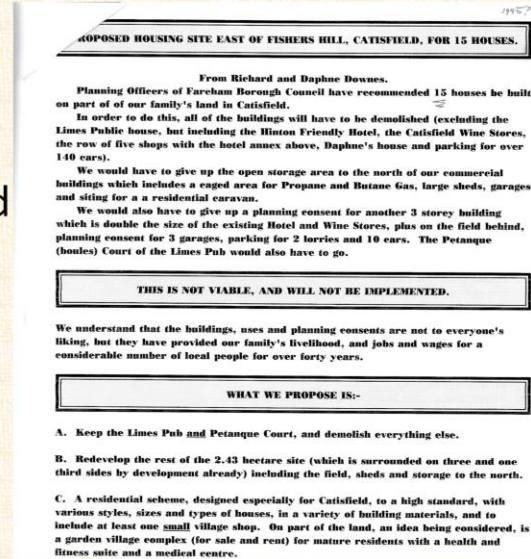 1995?
PROPOSED HOUSING SITE EAST OF FISHERS HILL, CATISFIELD, FOR 15 HOUSES.
From Richard and Daphne Downes.
Planning Officers of Fareham Borough Council have recommended 15 houses be built
on part of of our family's land in Catisfield.
In order to do this, all of the buildings will have to be demolished (excluding the
Limes Public house, but including the Hinton Friendly Hotel, the Catisfield Wine Stores,
the row of five shops with the hotel annex above, Daphne's house and parking for over
140 cars).
We would have to give up the open storage area to the north of our commercial
buildings which includes a caged area for Propane and Butane Gas, large sheds, garages
and siting for a a residential caravan.
We would also have to give up a planning consent for another 3 storey building
which is double the size of the existing Hotel and Wine Stores, plus on the field behind,
planning consent for 3 garages, parking for 2 lorries and 10 cars. The Petanque
(boules) Court of the Limes Pub would also have to go.
THIS IS NOT VIABLE, AND WILL NOT BE IMPLEMENTED.
We understand that the buildings, uses and planning consents are not to everyone's
liking, but they have provided our family's livelihood, and jobs and wages for a
considerable number of local people for over forty years.
WHAT WE PROPOSE IS:-
A. Keep the Limes Pub and Petanque Court, and demolish everything else.
B. Redevelop the rest of the 2.43 hectare site (which is surrounded on three and one
third sides by development already) including the field, sheds and storage to the north.
C. A residential scheme, designed especially for Catisfield, to a high standard, with
various styles, sizes and types of houses, in a variety of building materials, and to
include at least one small village shop. On part of the land, an idea being considered, is
a garden village complex (for sale and rent) for mature residents with a health and
fitness suite and a medical centre.